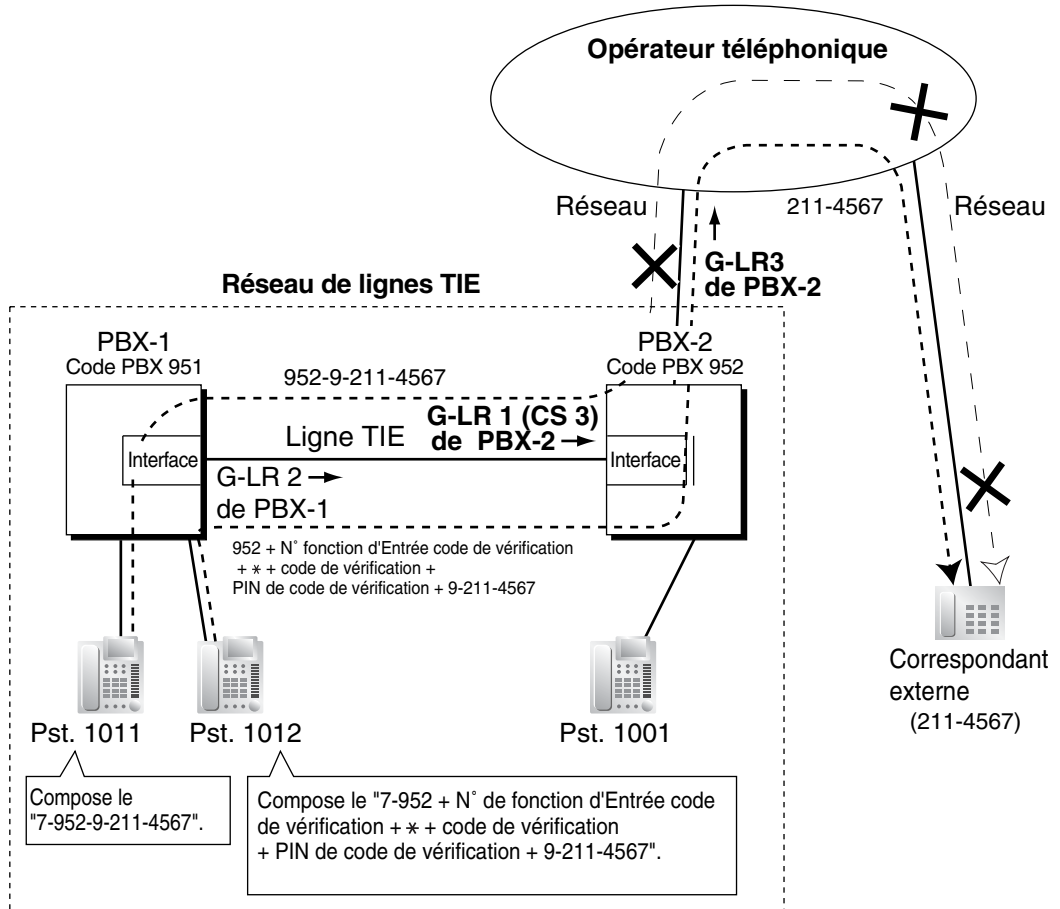 Opérateur téléphonique
Réseau
211-4567
Réseau
G-LR3
de PBX-2
Réseau de lignes TIE
PBX-1
Code PBX 951
PBX-2
Code PBX 952
952-9-211-4567
G-LR 1 (CS 3)
de PBX-2
Ligne TIE
Interface
Interface
G-LR 2
de PBX-1
952 + N° fonction d'Entrée code de vérification
+ * + code de vérification +
PIN de code de vérification + 9-211-4567
Pst. 1011
Pst. 1012
Pst. 1001
Correspondant
externe
(211-4567)
Compose le
"7-952-9-211-4567".
Compose le "7-952 + N° de fonction d'Entrée code
de vérification + * + code de vérification
+ PIN de code de vérification + 9-211-4567".